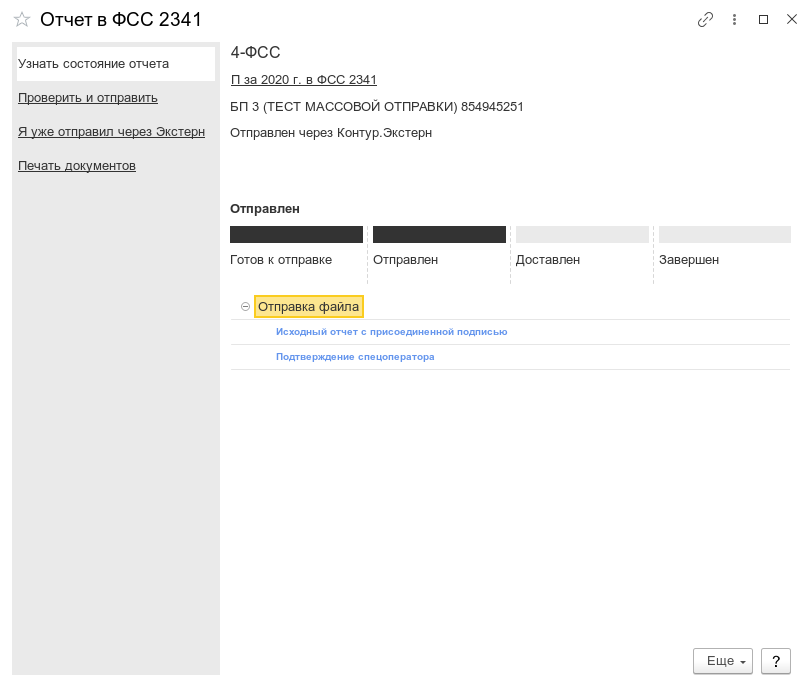 Отчет в ФСС 2341
Узнать состояние отчета
Проверить и отправить
Я уже отправил через Экстерн
Печать документов
4-ФСС
П за 2020 г. в ФСС 2341
БП 3 (ТЕСТ МАССОВОЙ ОТПРАВКИ) 854945251
Отправлен через Контур.Экстерн
Отправлен
Готов к отправке Отправлен Доставлен Завершен
Отправка файла
Исходный отчет с присоединенной подписью
Подтверждение спецоператора
Еще ?